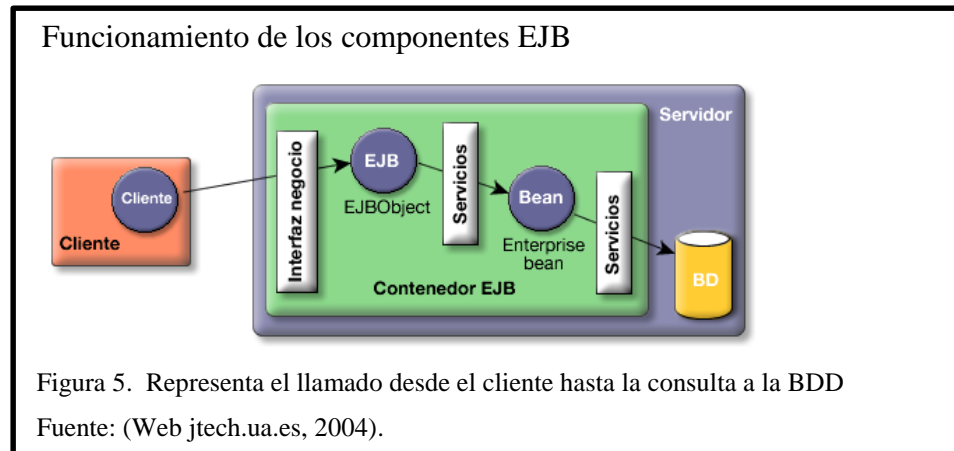 Funcionamiento de los componentes EJB
Servidor
Cliente
Cliente
Interfaz negocio
EJB
EJBObject
Servicios
Bean
Enterprise
bean
Servicios
BD
Contenedor EJB
Figura 5. Representa el llamado desde el cliente hasta la consulta a la BDD
Fuente: (Web jtech.ua.es, 2004).